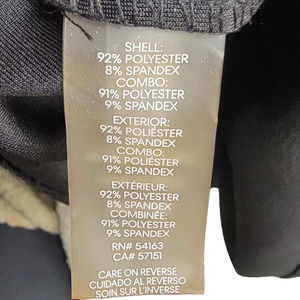 SHELL:
92% POLYESTER
8% SPANDEX
COMBO:
91% POLYESTER
9% SPANDEX
EXTERIOR:
92% POLIÉSTER
8% SPANDEX
COMBO:
91% POLIÉSTER
9% SPANDEX
EXTÉRIEUR:
92% POLYESTER
8% SPANDEX
COMBINÉE:
91% POLYESTER
9% SPANDEX
RN# 54163
CA# 57151
CARE ON REVERSE
CUIDADO AL REVERSO
SOIN SUR L'INVERSE